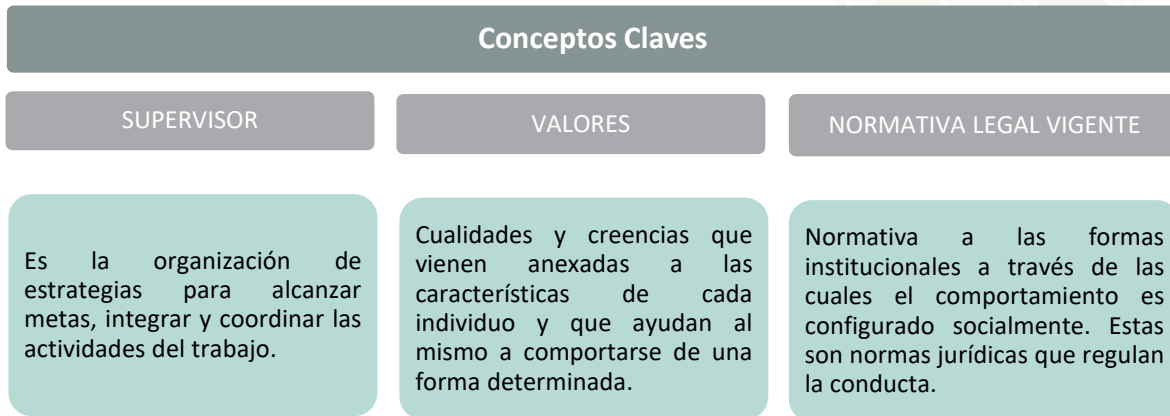 Conceptos Claves
SUPERVISOR
Es la organización de
estrategias para alcanzar
metas, integrar y coordinar las
actividades del trabajo.
VALORES
Cualidades y creencias que
vienen anexadas a las
características de cada
individuo y que ayudan al
mismo a comportarse de una
forma determinada.
NORMATIVA LEGAL VIGENTE
Normativa a las formas
institucionales a través de las
cuales el comportamiento es
configurado socialmente. Estas
son normas jurídicas que regulan
la conducta.